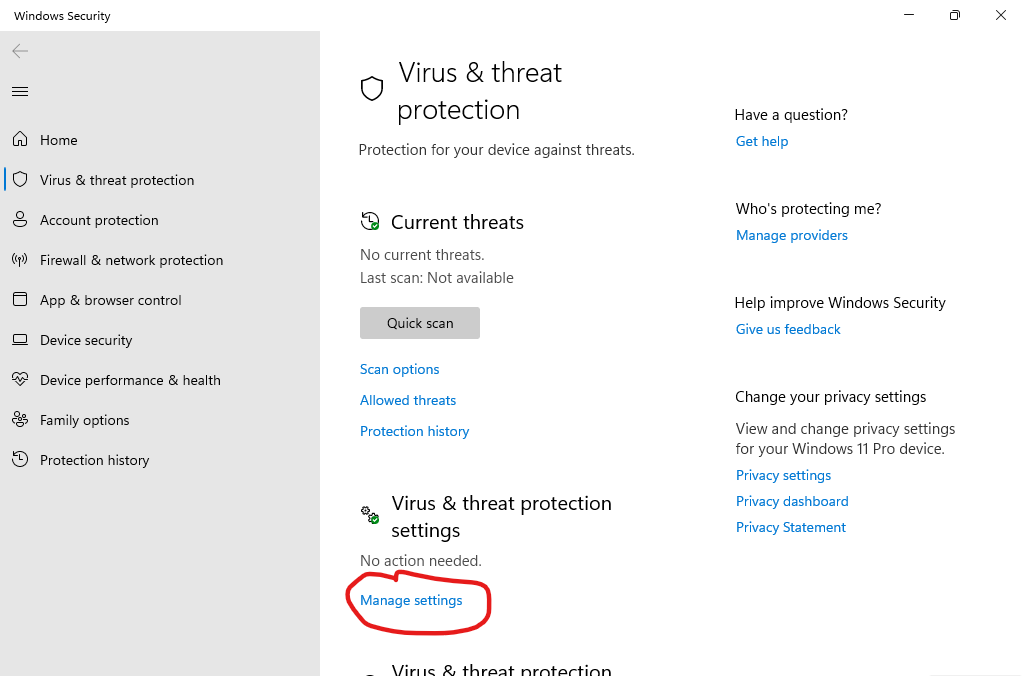 Windows Security
Home
Virus & threat protection
Account protection
Firewall & network protection
App & browser control
Device security
Device performance & health
Family options
Protection history
Virus & threat
protection
Protection for your device against threats.
Current threats
No current threats.
Last scan: Not available
Quick scan
Scan options
Allowed threats
Protection history
Virus & threat protection
settings
No action needed.
Manage settings
Virus & threat protection
Have a question?
Get help
Who's protecting me?
Manage providers
Help improve Windows Security
Give us feedback
Change your privacy settings
View and change privacy settings
for your Windows 11 Pro device.
Privacy settings
Privacy dashboard
Privacy Statement